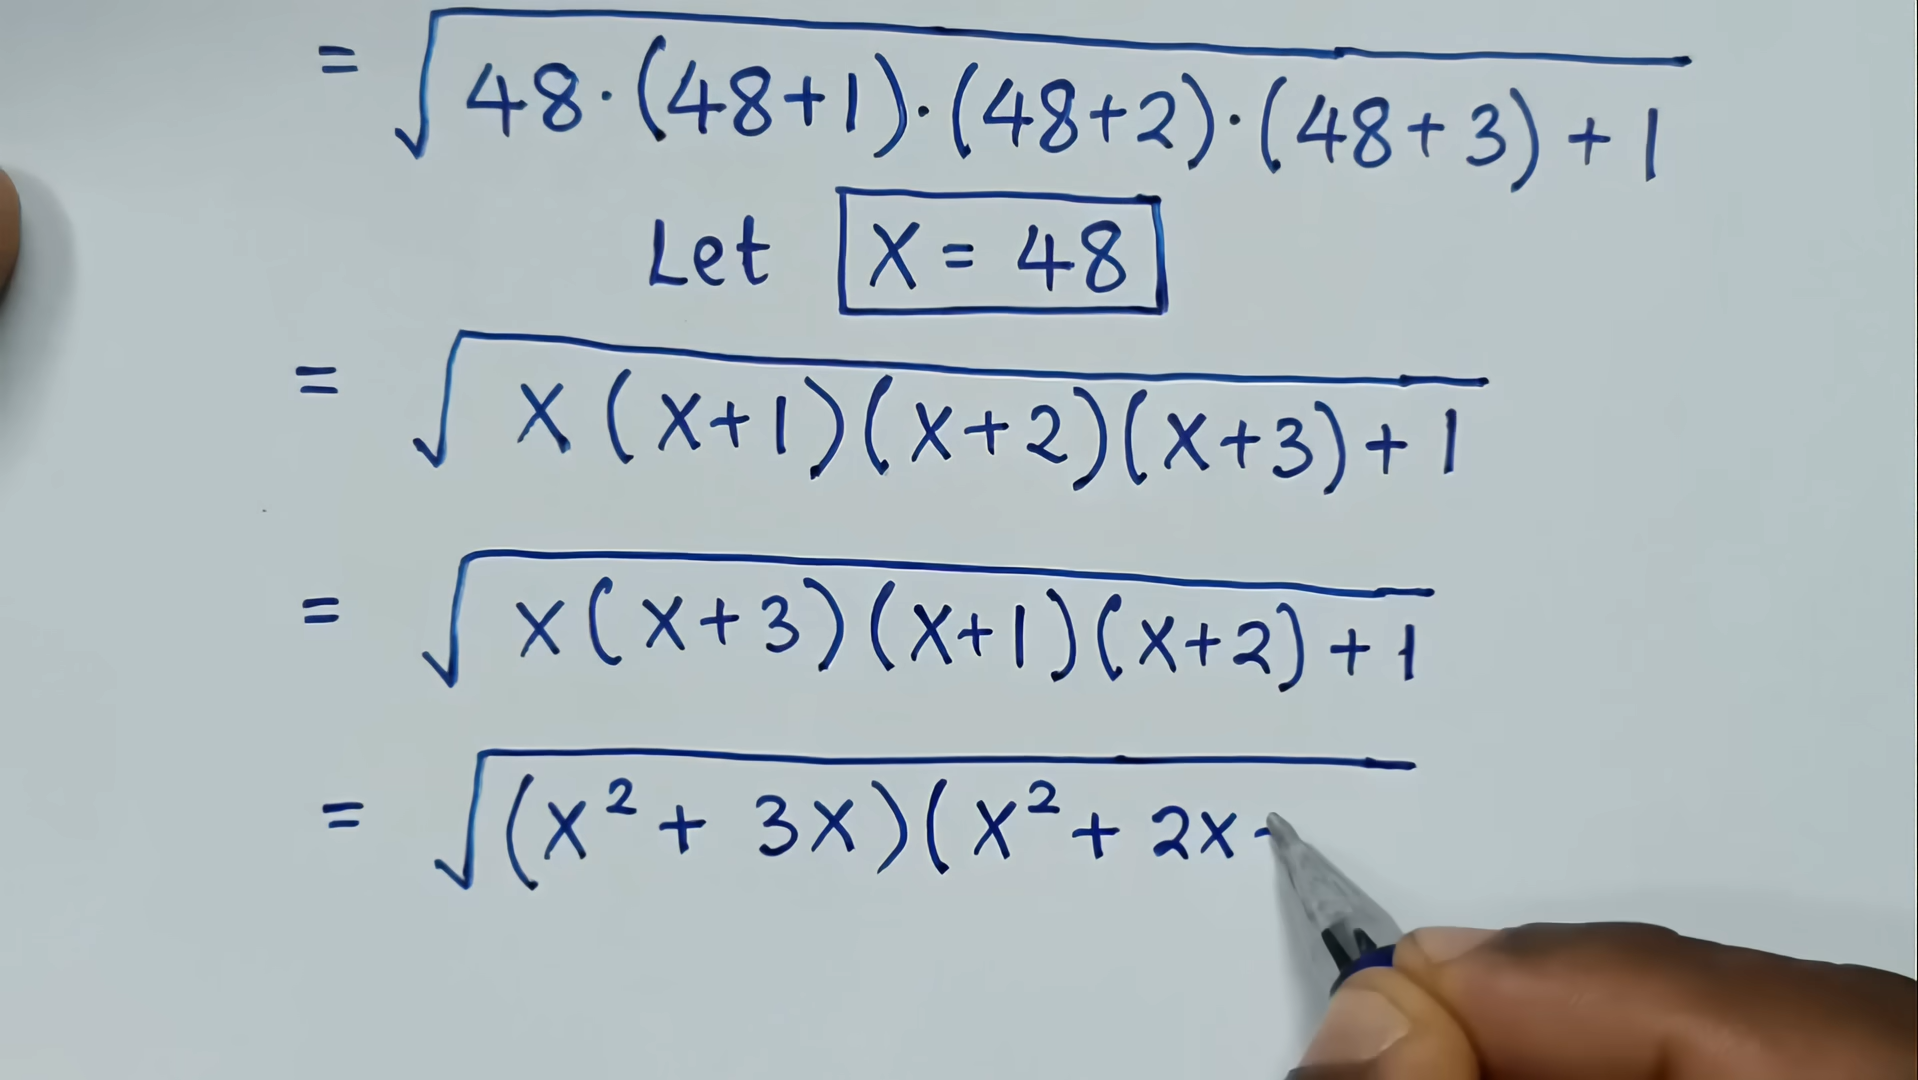 = √48·(48+1)·(48+2)·(48+3)+1
Let X = 48
= √x(x+1)(x+2)(x+3)+1
= √x(x+3)(x+1)(x+2)+1
= √(x²+3x)(x²+2x